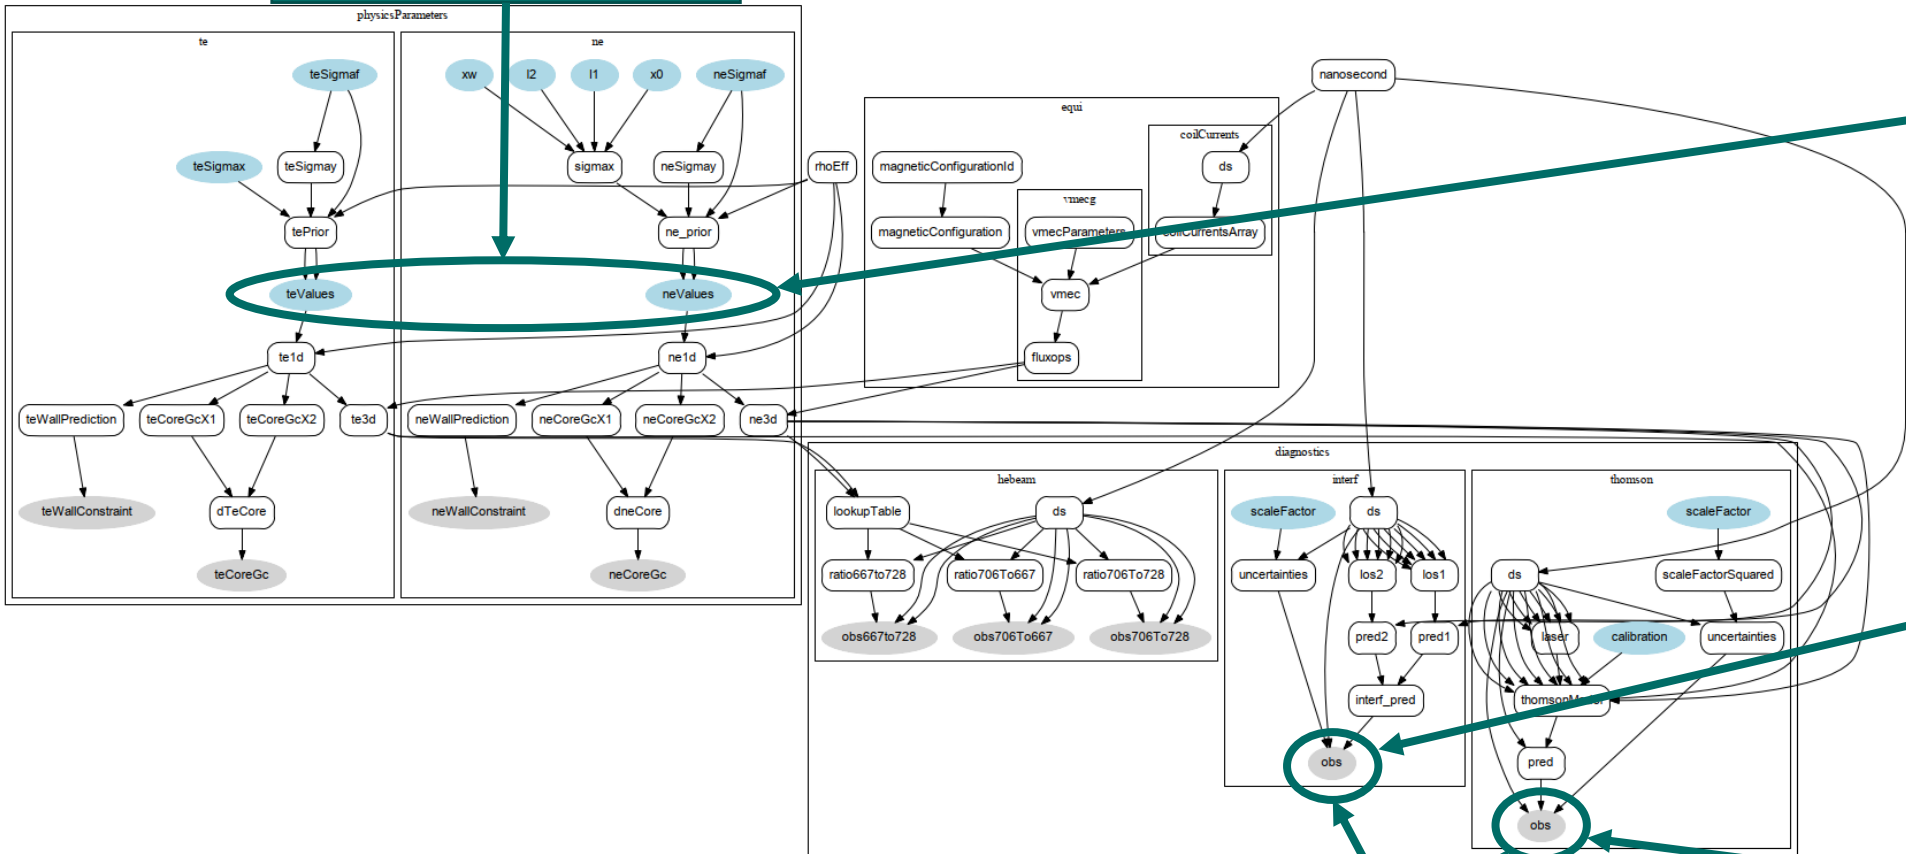 physicsParameters
te
ne
teSigmaf
xw
l2
l1
x0
neSigmaf
nanosecond
equi
coilCurrents
teSigmax
teSigmay
sigmax
neSigmay
rhoEff
magneticConfigurationId
ds
vmecg
tePrior
ne_prior
magneticConfiguration
vmecParameters
coilCurrentsArray
teValues
neValues
vmec
te1d
ne1d
fluxops
teWallPrediction
teCoreGcX1
teCoreGcX2
te3d
neWallPrediction
neCoreGcX1
neCoreGcX2
ne3d
diagnostics
hebeam
interf
thomson
teWallConstraint
dTeCore
neWallConstraint
dneCore
lookupTable
ds
scaleFactor
ds
scaleFactor
teCoreGc
neCoreGc
ratio667to728
ratio706To667
ratio706To728
uncertainties
los2
los1
ds
scaleFactorSquared
obs667to728
obs706To667
obs706To728
pred2
pred1
laser
calibration
uncertainties
interf_pred
thomsonModel
obs
pred
obs